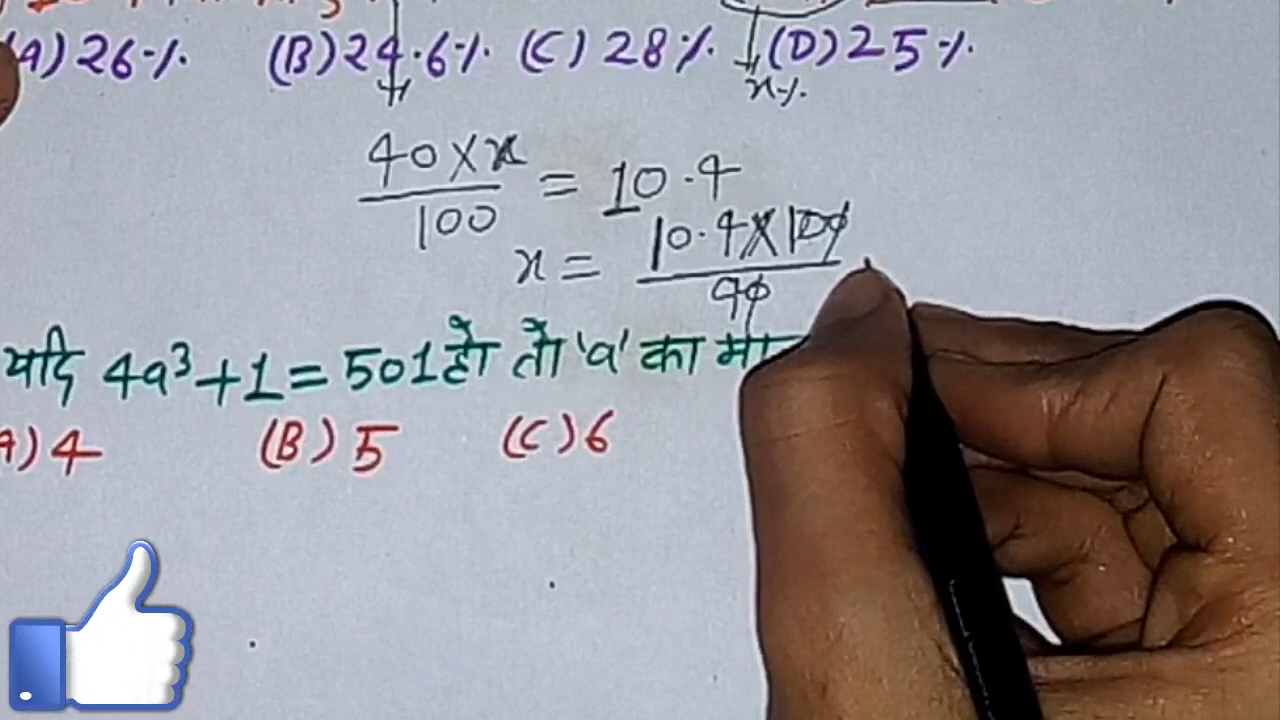 (A) 26% (B) 24.6% (C) 28% (D) 25%
x%
40 × x / 100 = 10.4
x = 10.4 × 100 / 40
यदि 4a³ + 1 = 501 हो तो 'a' का
A) 4 (B) 5 (C) 6